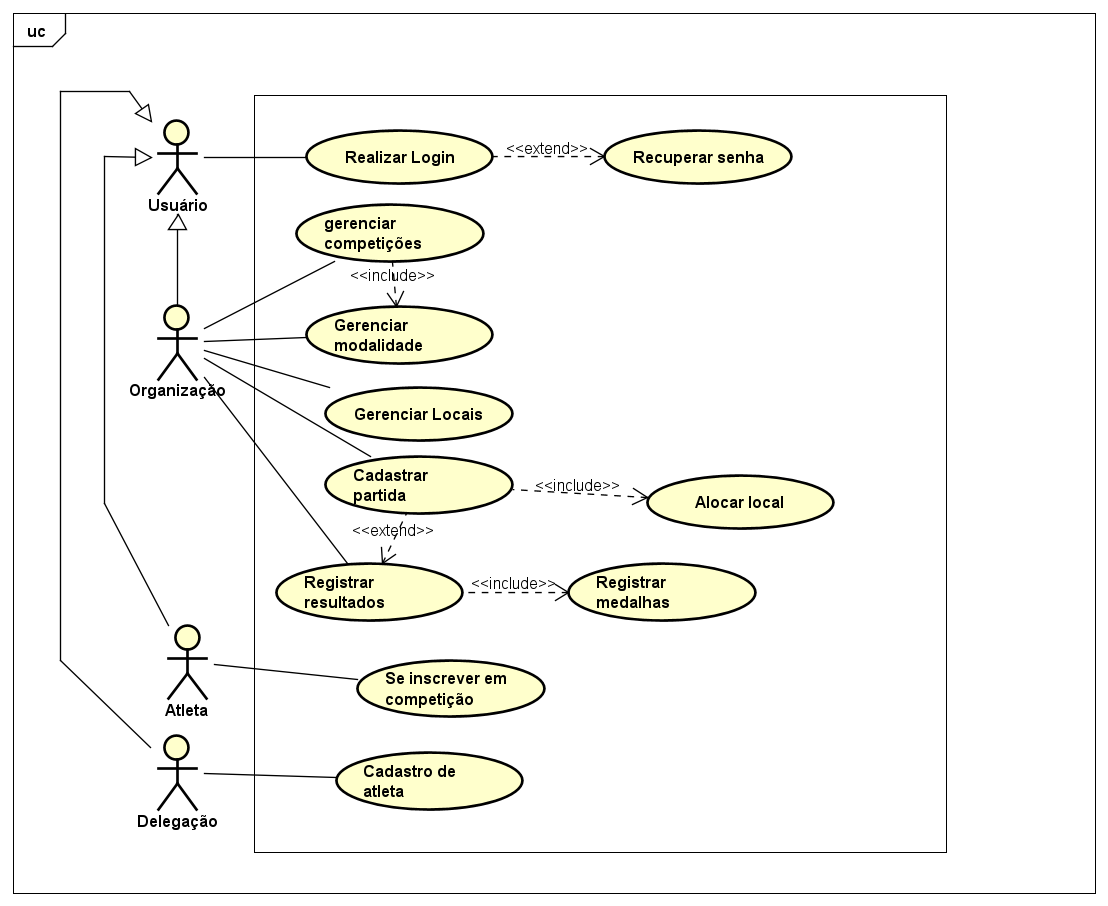 uc
Usuário
Realizar Login
<<extend>>
Recuperar senha
gerenciar
competições
<<include>>
Gerenciar
modalidade
Organização
Gerenciar Locais
Cadastrar
partida
<<include>>
Alocar local
<<extend>>
Registrar
resultados
<<include>>
Registrar
medalhas
Atleta
Se inscrever em
competição
Delegação
Cadastro de
atleta